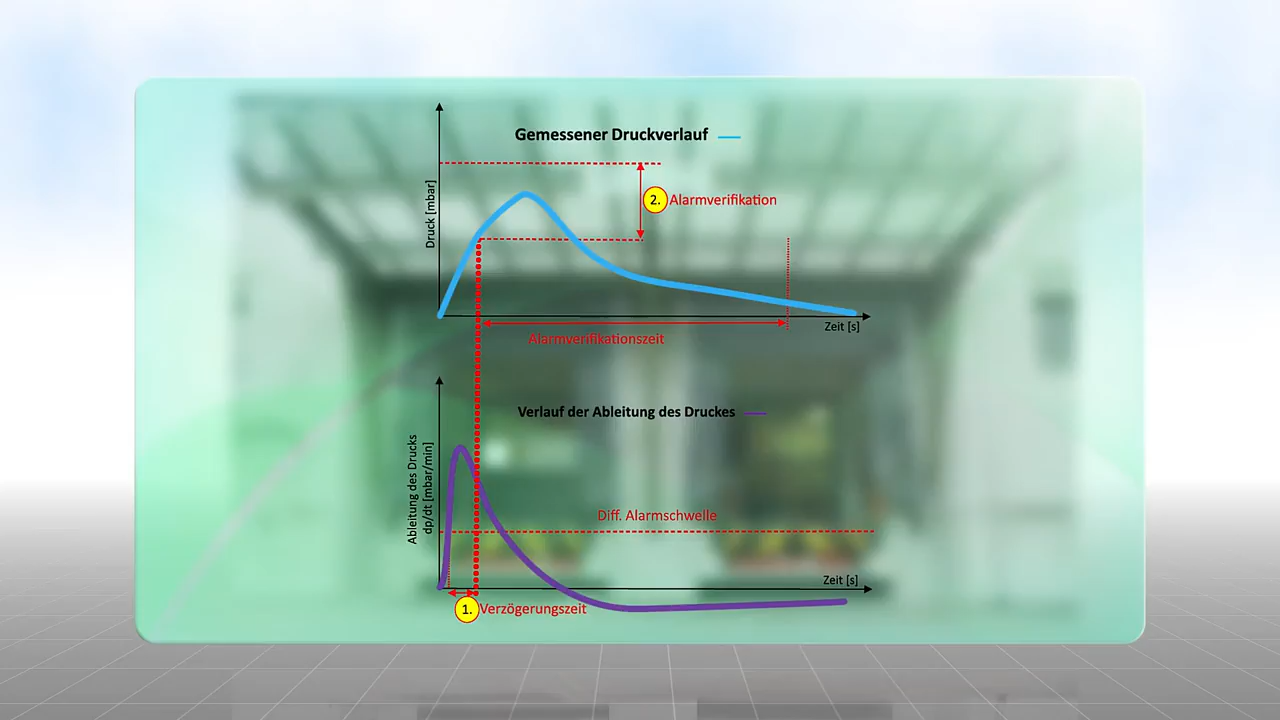 Gemessener Druckverlauf
Druck [mbar]
2.
Alarmverifikation
Zeit [s]
Alarmverifikationszeit
Verlauf der Ableitung des Druckes
Ableitung des Drucks
dp/dt [mbar/min]
Diff. Alarmschwelle
Zeit [s]
1.
Verzögerungszeit